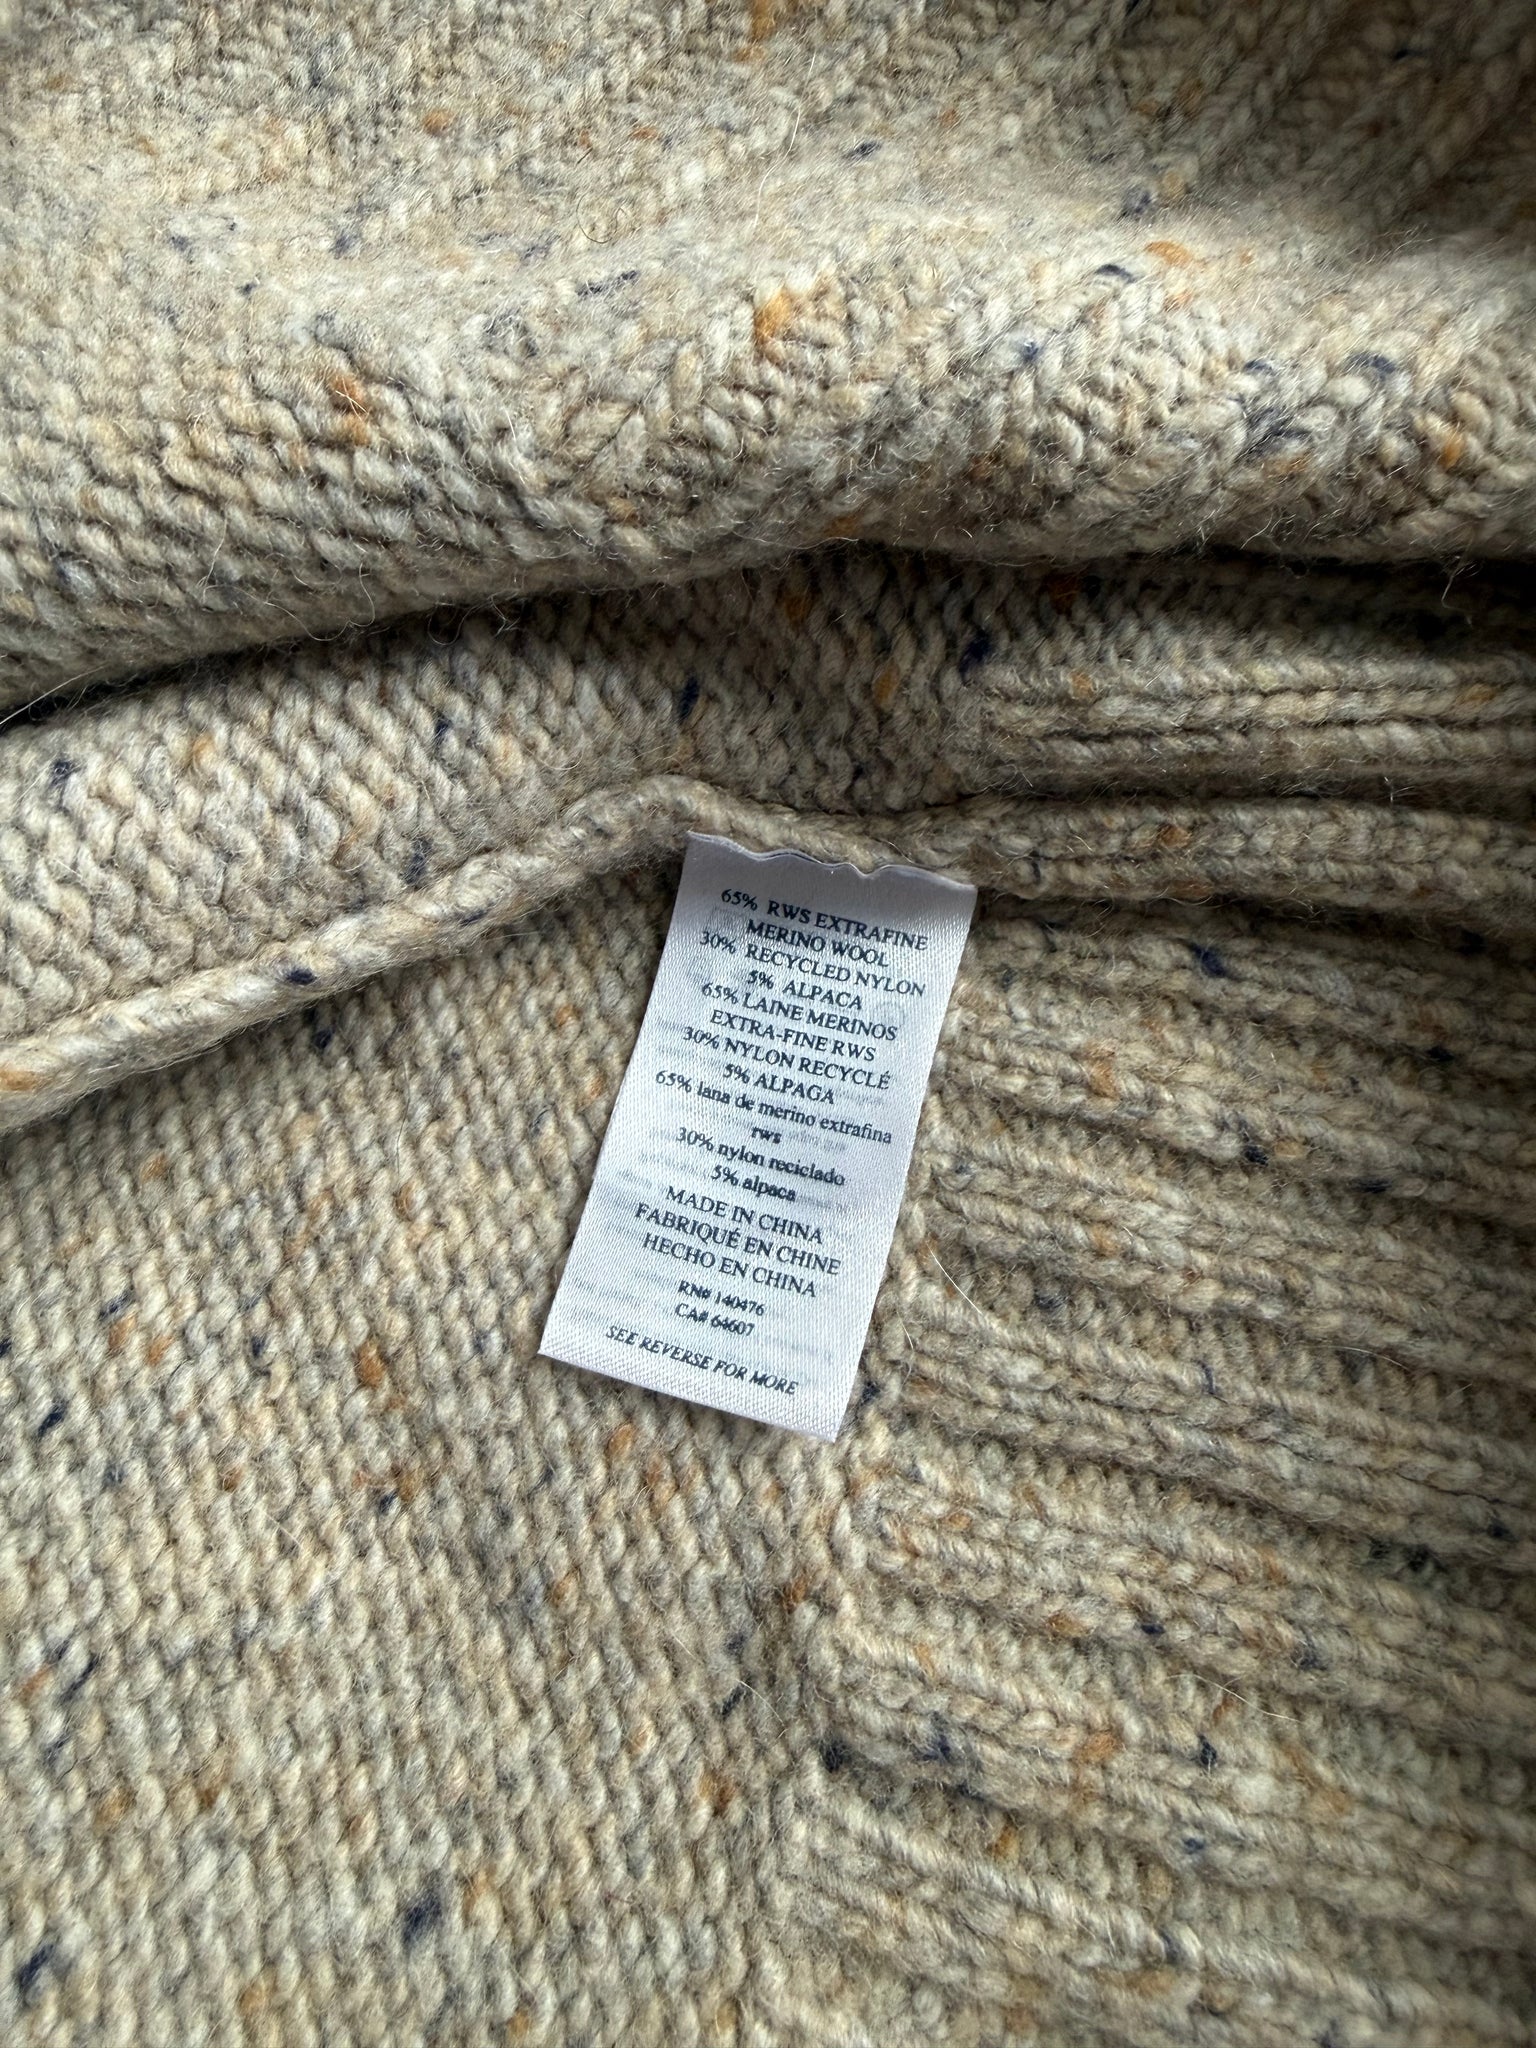 65% RWS EXTRAFINE
MERINO WOOL
30% RECYCLED NYLON
5% ALPACA
65% LAINE MERINOS
EXTRA-FINE RWS
30% NYLON RECYCLÉ
5% ALPAGA
65% lana de merino extrafina
rws
30% nylon reciclado
5% alpaca
MADE IN CHINA
FABRIQUÉ EN CHINE
HECHO EN CHINA
RN# 140476
CA# 64607
SEE REVERSE FOR MORE